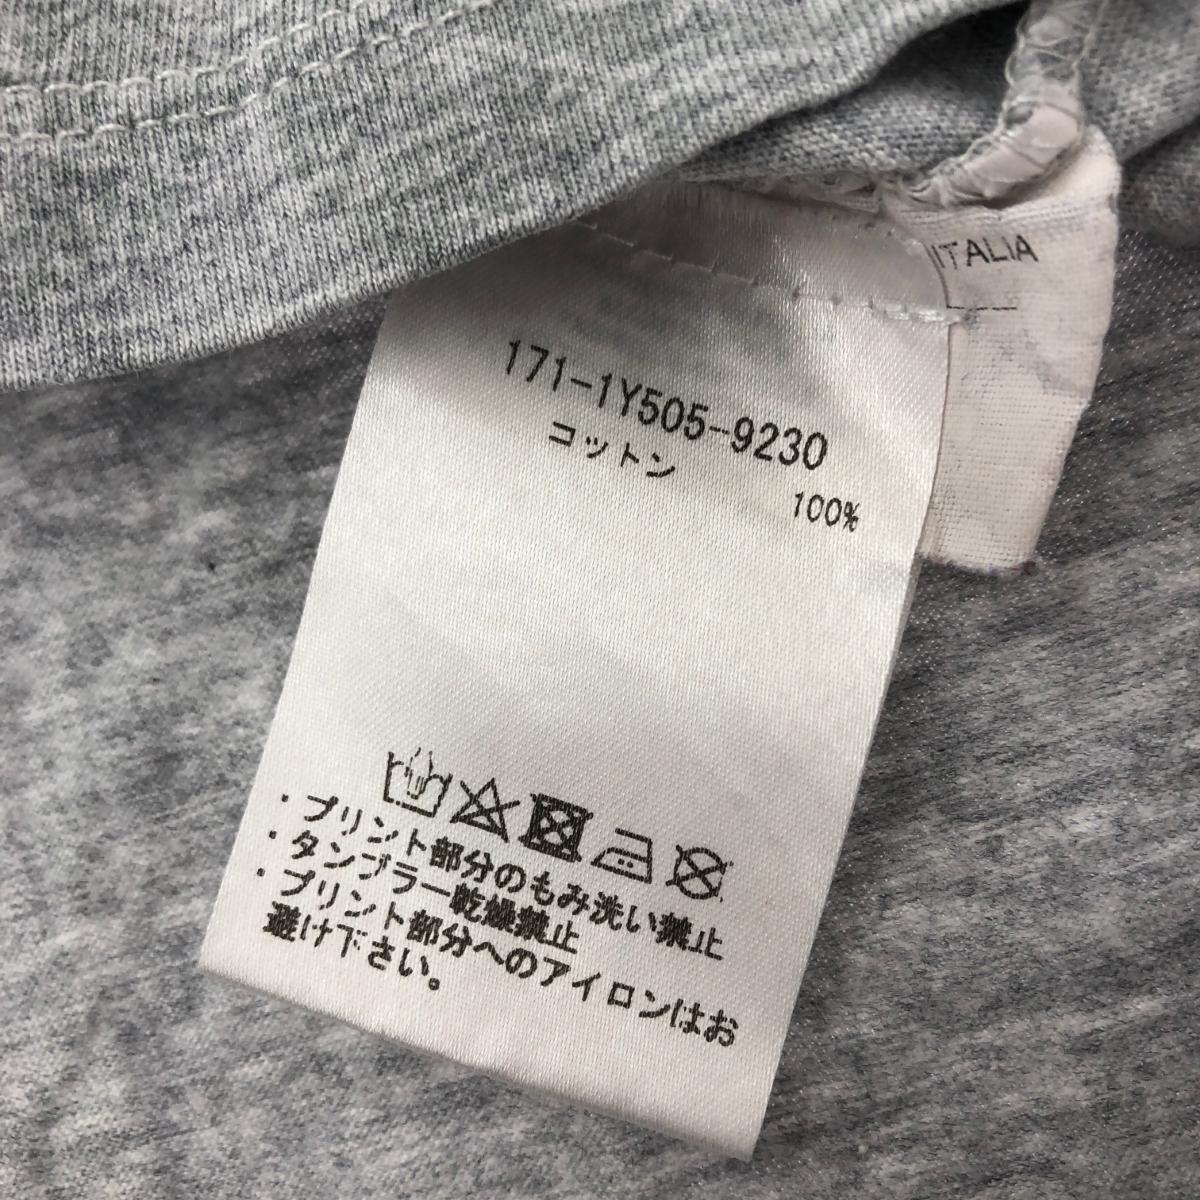 ITALIA
171-1Y505-9230
コットン
100%
・プリント部分のもみ洗い禁止
・タンブラー乾燥禁止
・プリント部分へのアイロンはお
避け下さい。